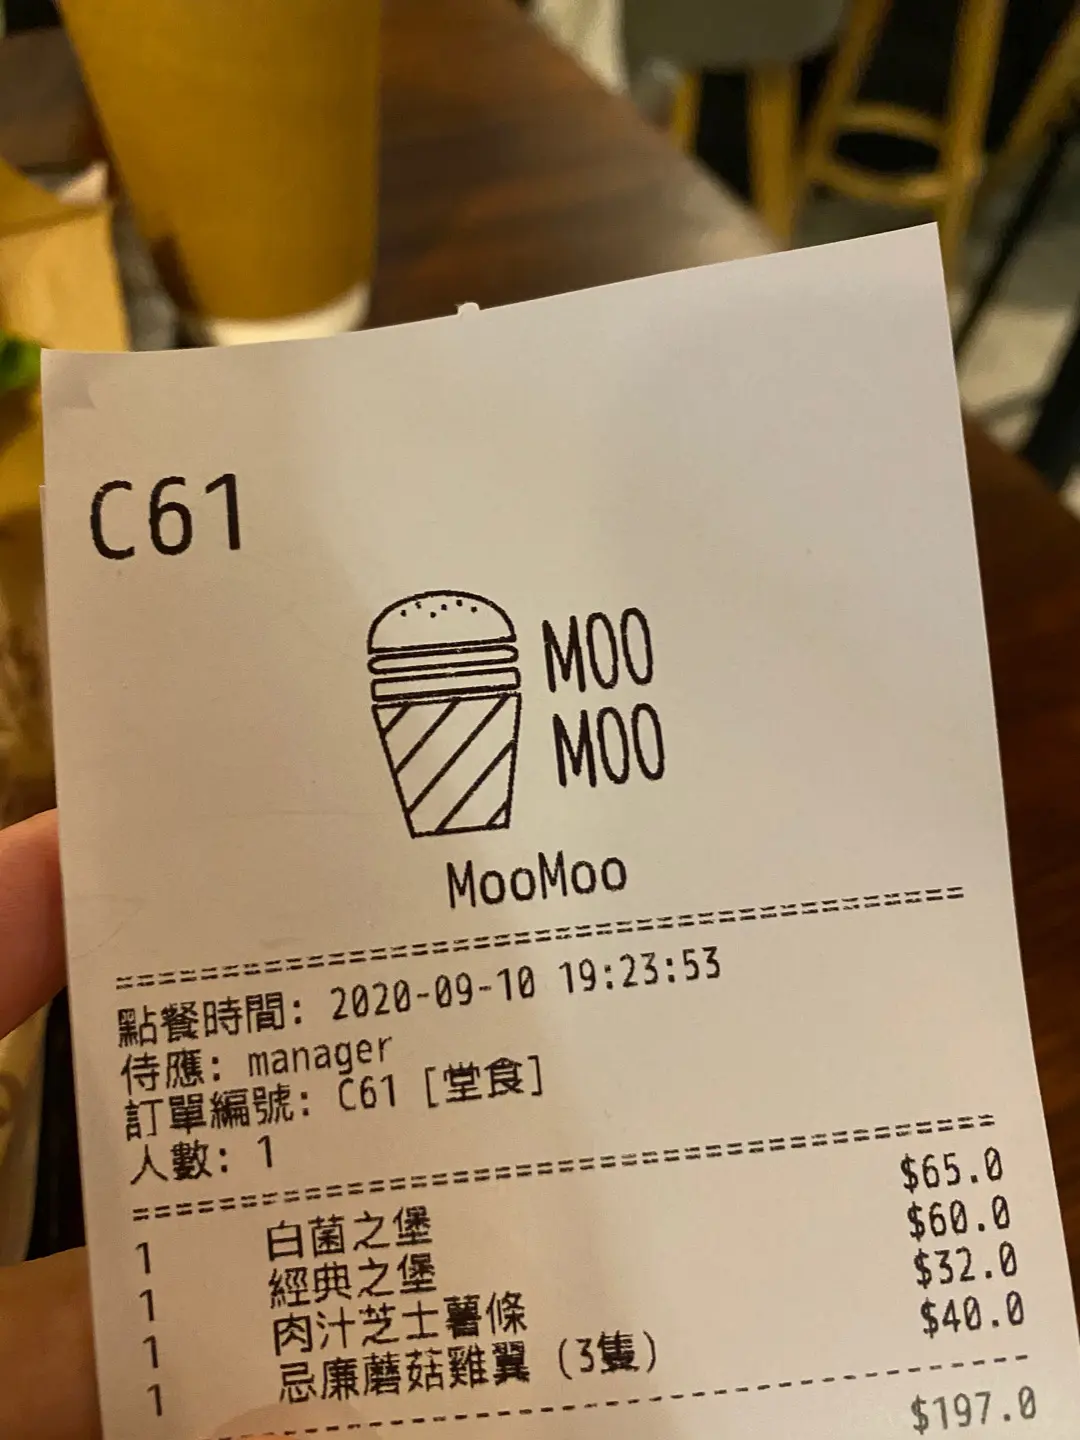 C61
MOO
MOO
MooMoo
點餐時間: 2020-09-10 19:23:53
侍應: manager
訂單編號: C61 [堂食]
人數: 1
1 白菌之堡 $65.0
1 經典之堡 $60.0
1 肉汁芝士薯條 $32.0
1 忌廉蘑菇雞翼 (3隻) $40.0
$197.0